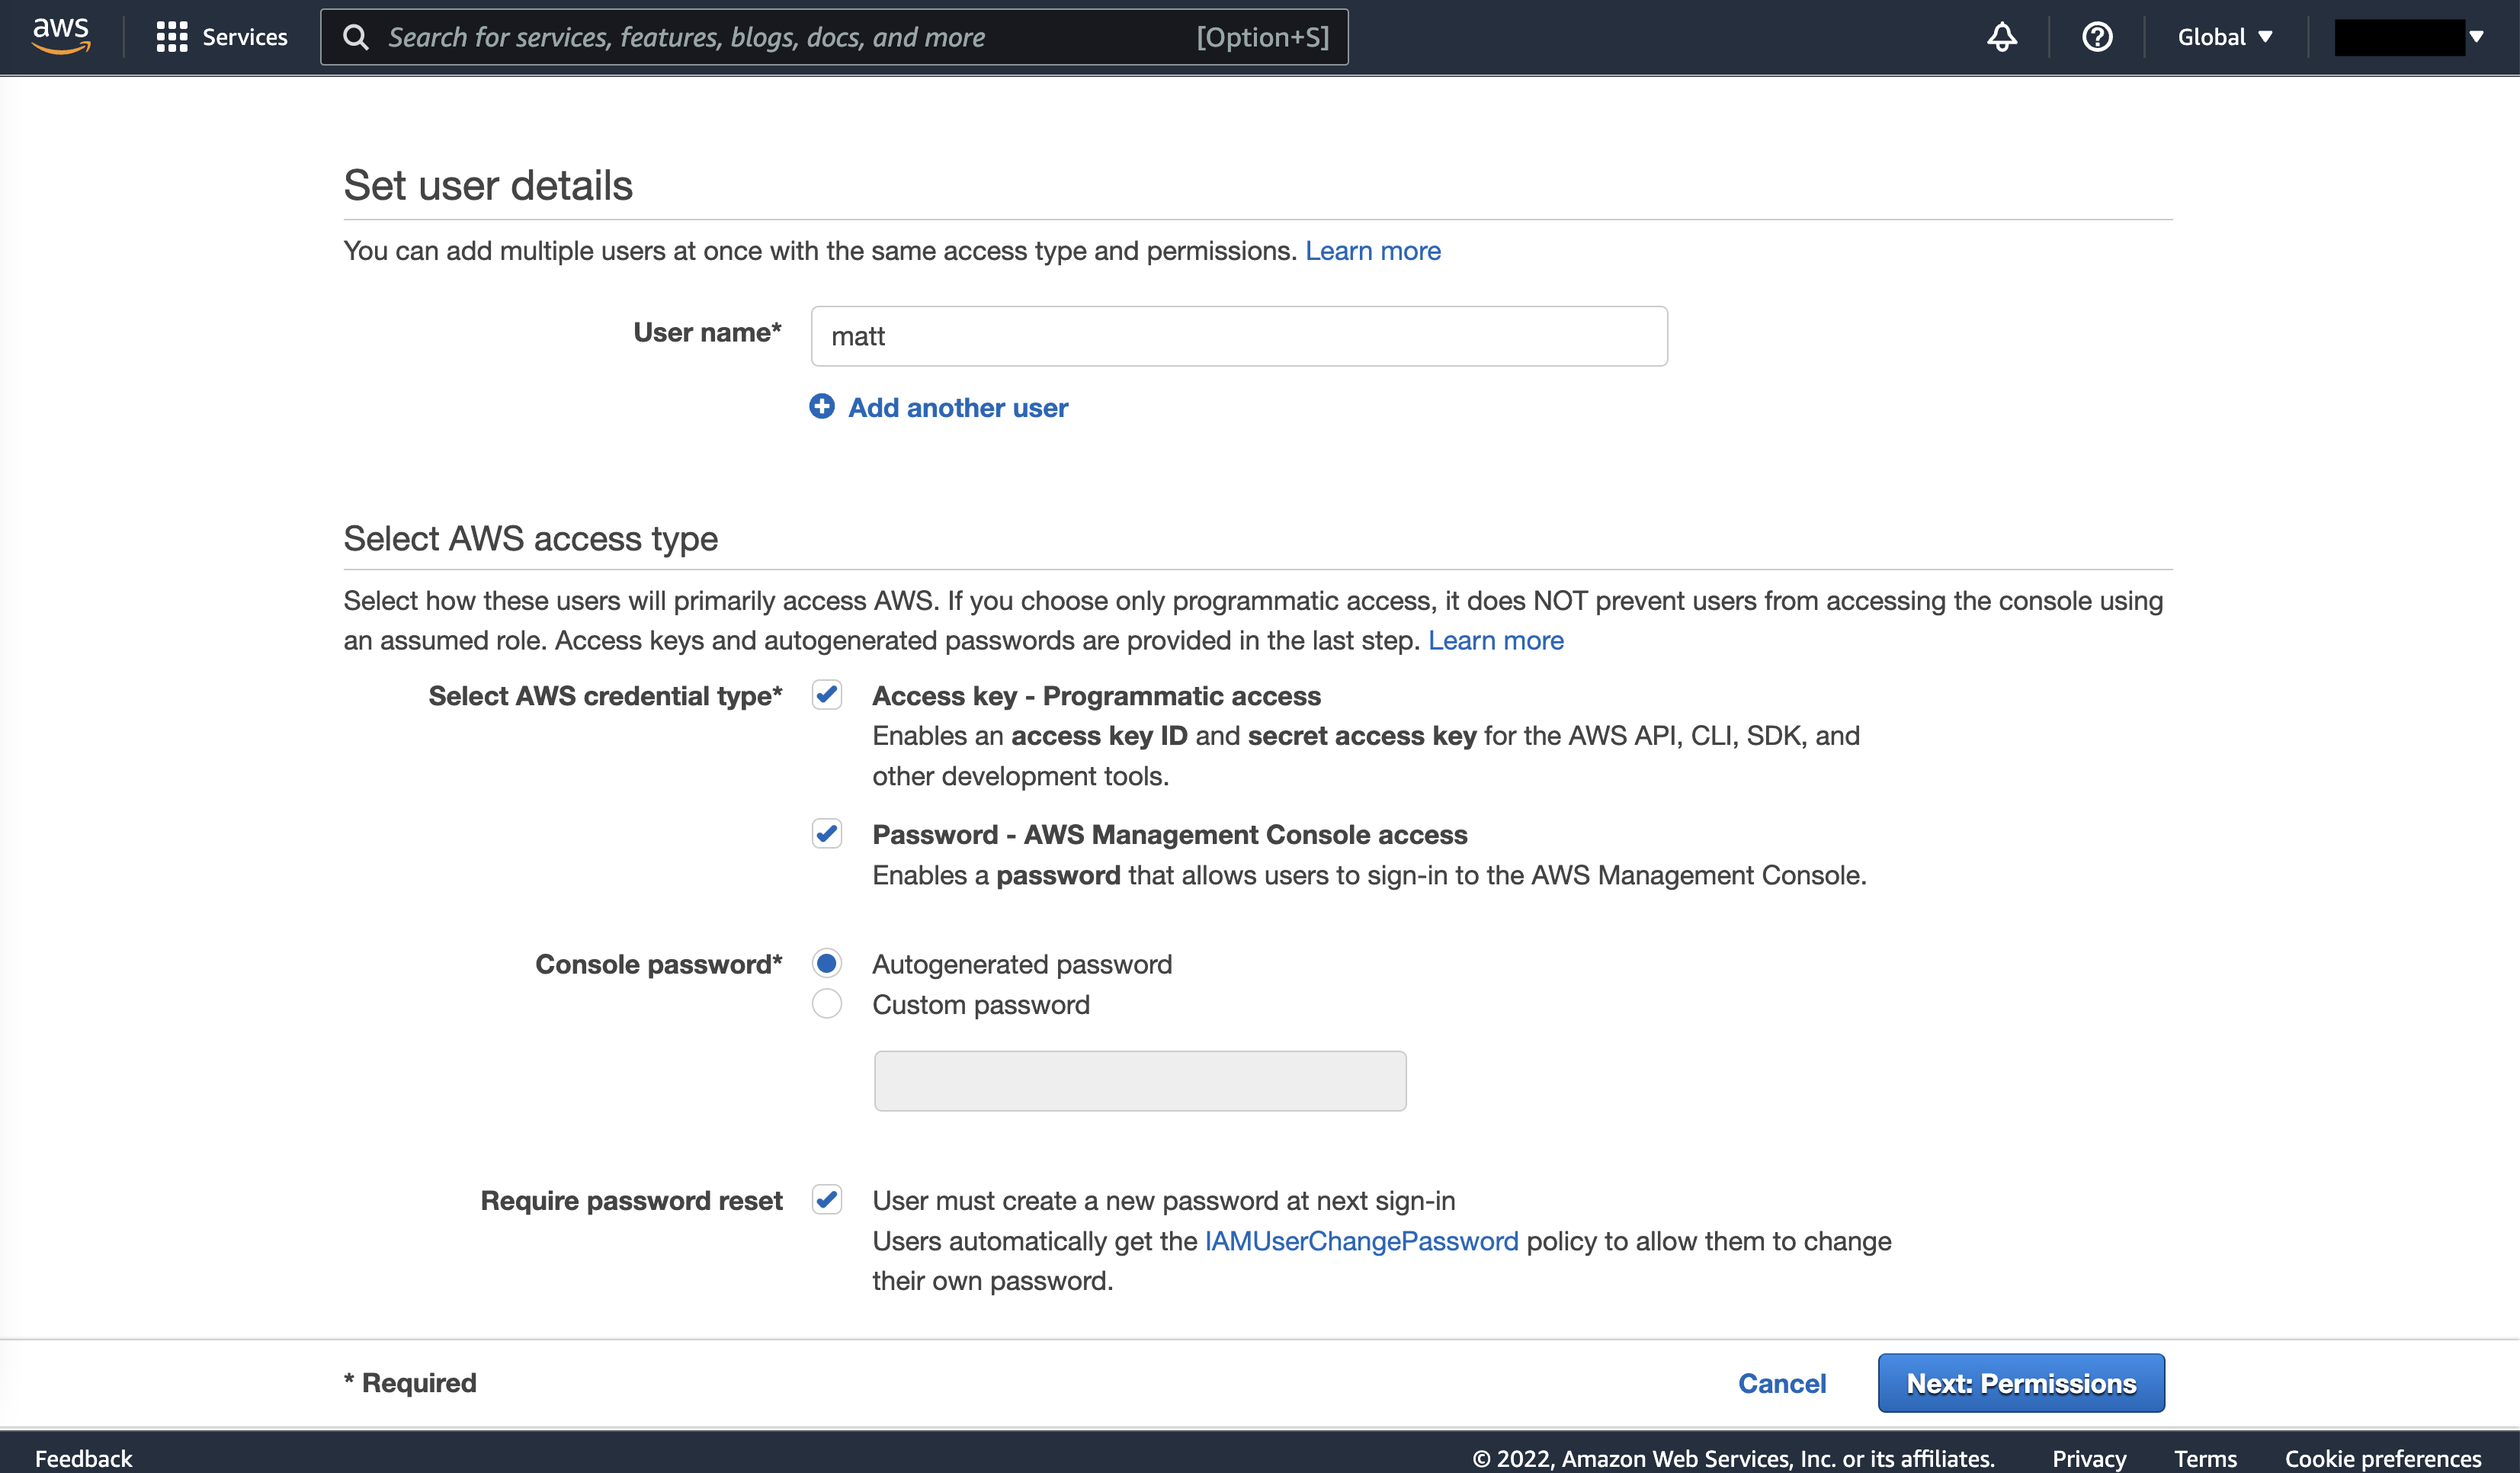 aws Services Search for services, features, blogs, docs, and more [Option+S] Global
Set user details
You can add multiple users at once with the same access type and permissions. Learn more
User name* matt
Add another user
Select AWS access type
Select how these users will primarily access AWS. If you choose only programmatic access, it does NOT prevent users from accessing the console using
an assumed role. Access keys and autogenerated passwords are provided in the last step. Learn more
Select AWS credential type* Access key - Programmatic access
Enables an access key ID and secret access key for the AWS API, CLI, SDK, and
other development tools.
Password - AWS Management Console access
Enables a password that allows users to sign-in to the AWS Management Console.
Console password* Autogenerated password
Custom password
Require password reset User must create a new password at next sign-in
Users automatically get the IAMUserChangePassword policy to allow them to change
their own password.
* Required Cancel Next: Permissions
Feedback © 2022, Amazon Web Services, Inc. or its affiliates. Privacy Terms Cookie preferences